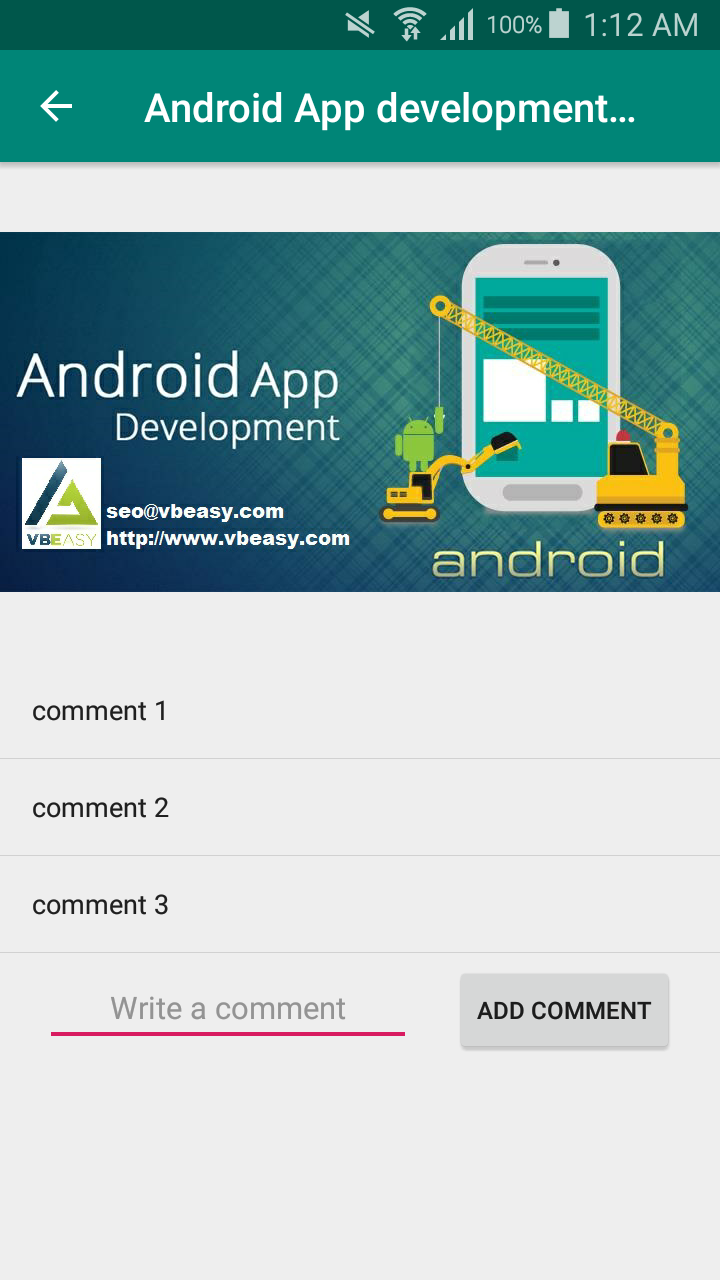 100% 1:12 AM
Android App development...
Android App
Development
VBEASY
seo@vbeasy.com
http://www.vbeasy.com
android
comment 1
comment 2
comment 3
Write a comment
ADD COMMENT